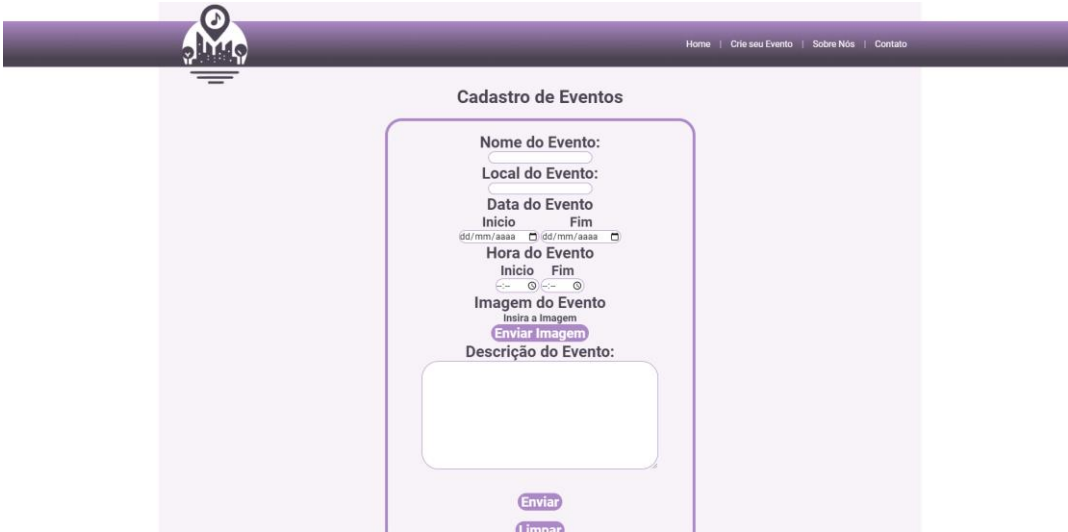 Home | Crie seu Evento | Sobre Nós | Contato
Cadastro de Eventos
Nome do Evento:
Local do Evento:
Data do Evento
Inicio Fim
dd/mm/aaaa dd/mm/aaaa
Hora do Evento
Inicio Fim
--:-- --:--
Imagem do Evento
Insira a Imagem
Enviar Imagem
Descrição do Evento:
Enviar
Limpar